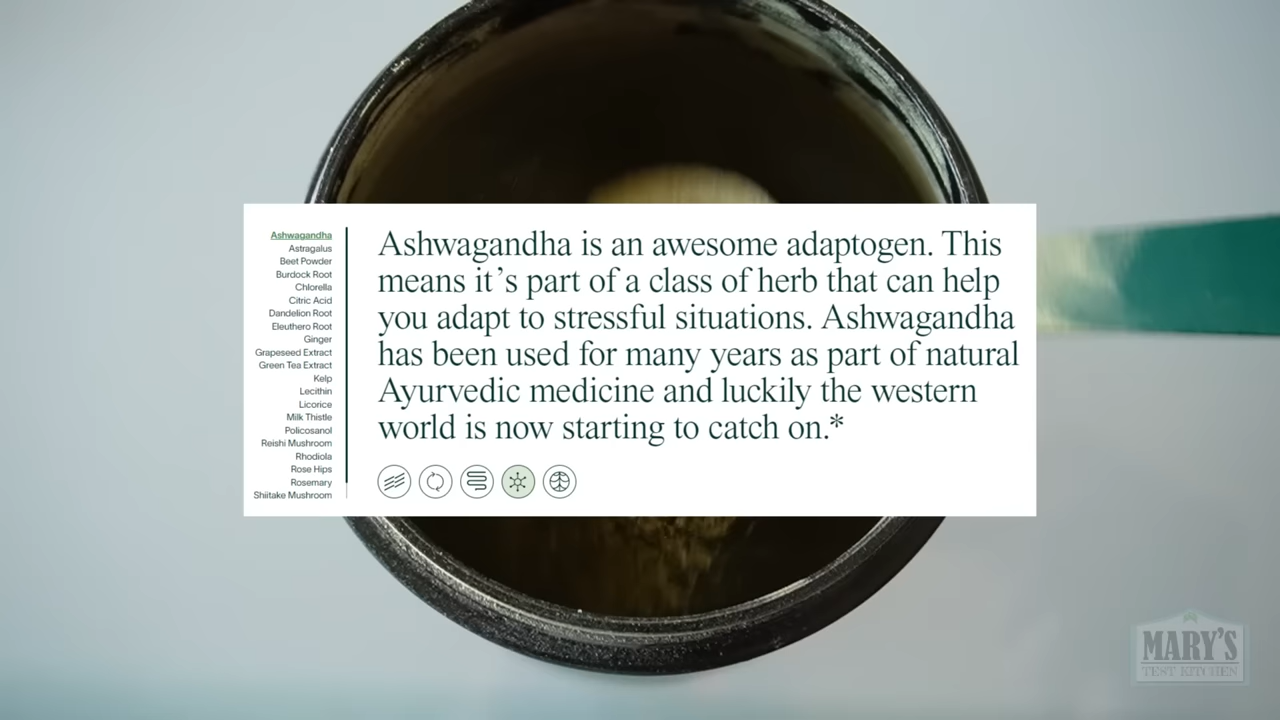 Ashwagandha
Astragalus
Beet Powder
Burdock Root
Chlorella
Citric Acid
Dandelion Root
Eleuthero Root
Ginger
Grapeseed Extract
Green Tea Extract
Kelp
Lecithin
Licorice
Milk Thistle
Policosanol
Reishi Mushroom
Rhodiola
Rose Hips
Rosemary
Shiitake Mushroom
Ashwagandha is an awesome adaptogen. This
means it’s part of a class of herb that can help
you adapt to stressful situations. Ashwagandha
has been used for many years as part of natural
Ayurvedic medicine and luckily the western
world is now starting to catch on.*
MARY'S
TEST KITCHEN